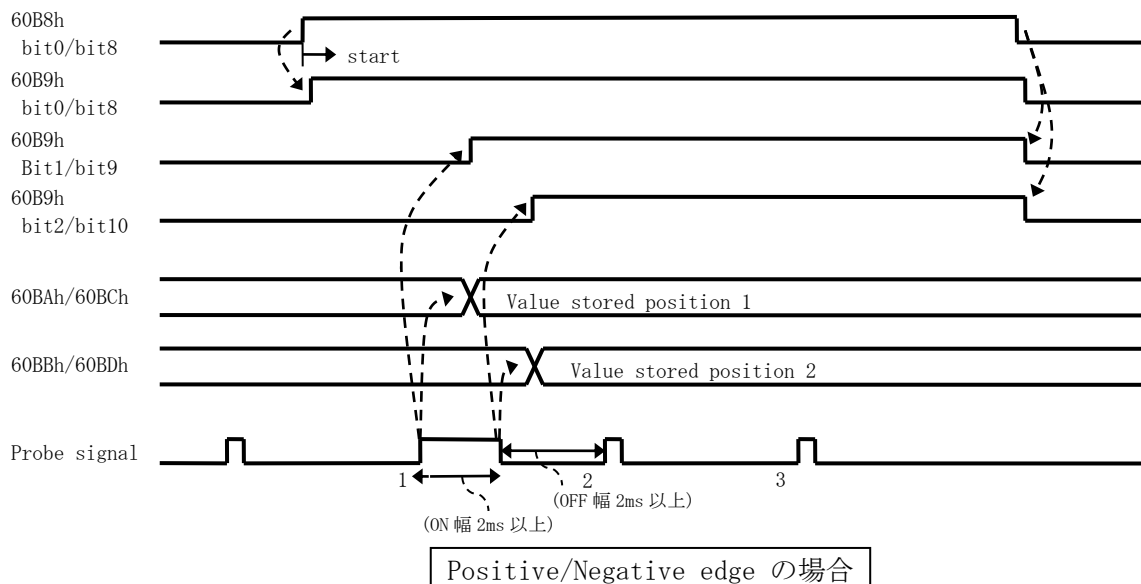 60B8h
bit0/bit8
start
60B9h
bit0/bit8
60B9h
Bit1/bit9
60B9h
bit2/bit10
60BAh/60BCh
Value stored position 1
60BBh/60BDh
Value stored position 2
Probe signal
1
2
3
(OFF 幅 2ms 以上)
(ON 幅 2ms 以上)
Positive/Negative edge の場合